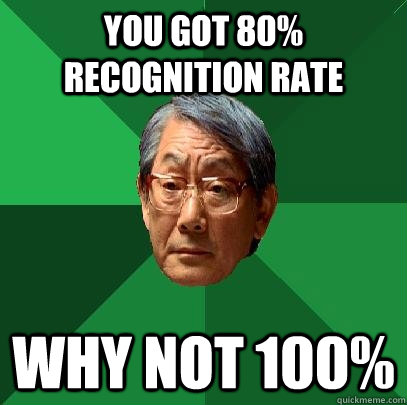 YOU GOT 80%
RECOGNITION RATE
WHY NOT 100%
quickmeme.com